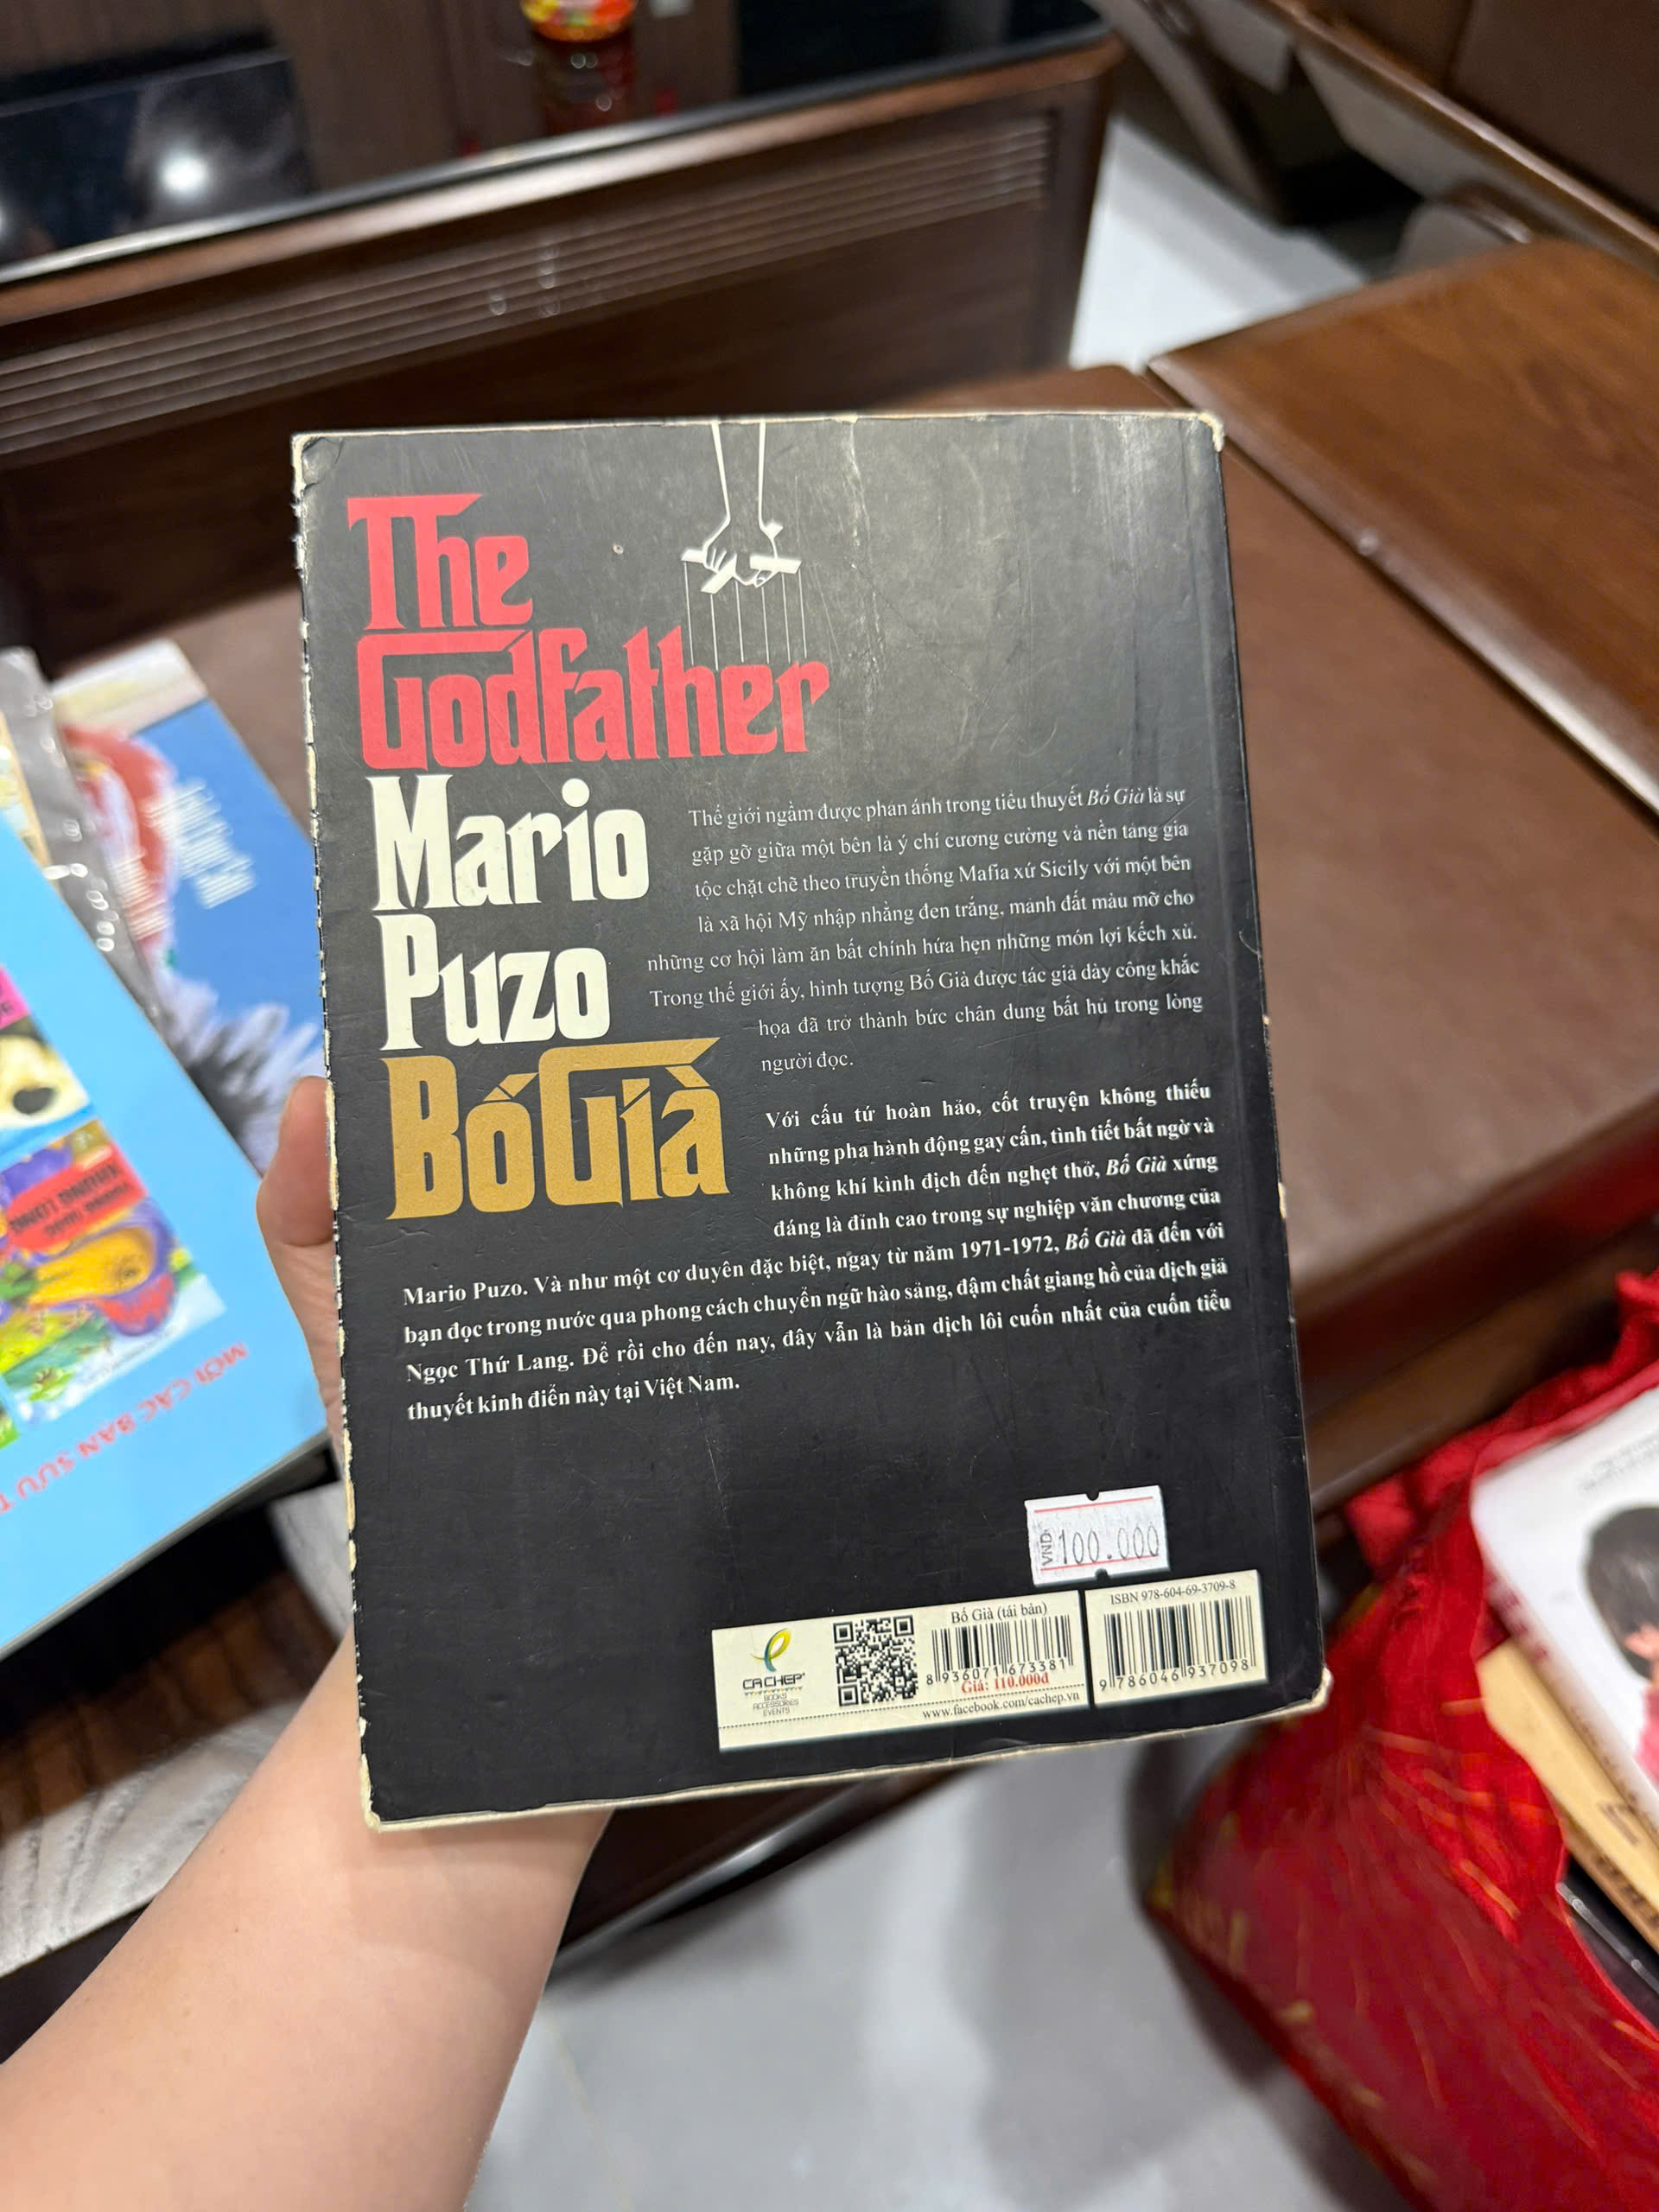 The
Godfather
Mario
Puzo
Bố Già
Thế giới ngầm được phản ánh trong tiểu thuyết Bố Già là sự
gặp gỡ giữa một bên là ý chí cương cường và nền tảng gia
tộc chặt chẽ theo truyền thống Mafia xứ Sicily với một bên
là xã hội Mỹ nhập nhằng đen trắng, mảnh đất màu mỡ cho
những cơ hội làm ăn bất chính hứa hẹn những món lợi kếch xù.
Trong thế giới ấy, hình tượng Bố Già được tác giả dày công khắc
họa đã trở thành bức chân dung bất hủ trong lòng
người đọc.
Với cấu tứ hoàn hảo, cốt truyện không thiếu
những pha hành động gay cấn, tình tiết bất ngờ và
không khí kình địch đến nghẹt thở, Bố Già xứng
đáng là đỉnh cao trong sự nghiệp văn chương của
Mario Puzo. Và như một cơ duyên đặc biệt, ngay từ năm 1971-1972, Bố Già đã đến với
bạn đọc trong nước qua phong cách chuyển ngữ hào sảng, đậm chất giang hồ của dịch giả
Ngọc Thứ Lang. Để rồi cho đến nay, đây vẫn là bản dịch lôi cuốn nhất của cuốn tiểu
thuyết kinh điển này tại Việt Nam.
VND 100.000
ISBN 978-604-69-3709-8
9 786046 937098
Bố Già (tái bản)
8 936071 673381
Giá: 110.000đ
www.facebook.com/cachep.vn
CA CHEP
BOOKS
ACCESSORIES
EVENTS
MỜI CÁC BẠN SƯU T